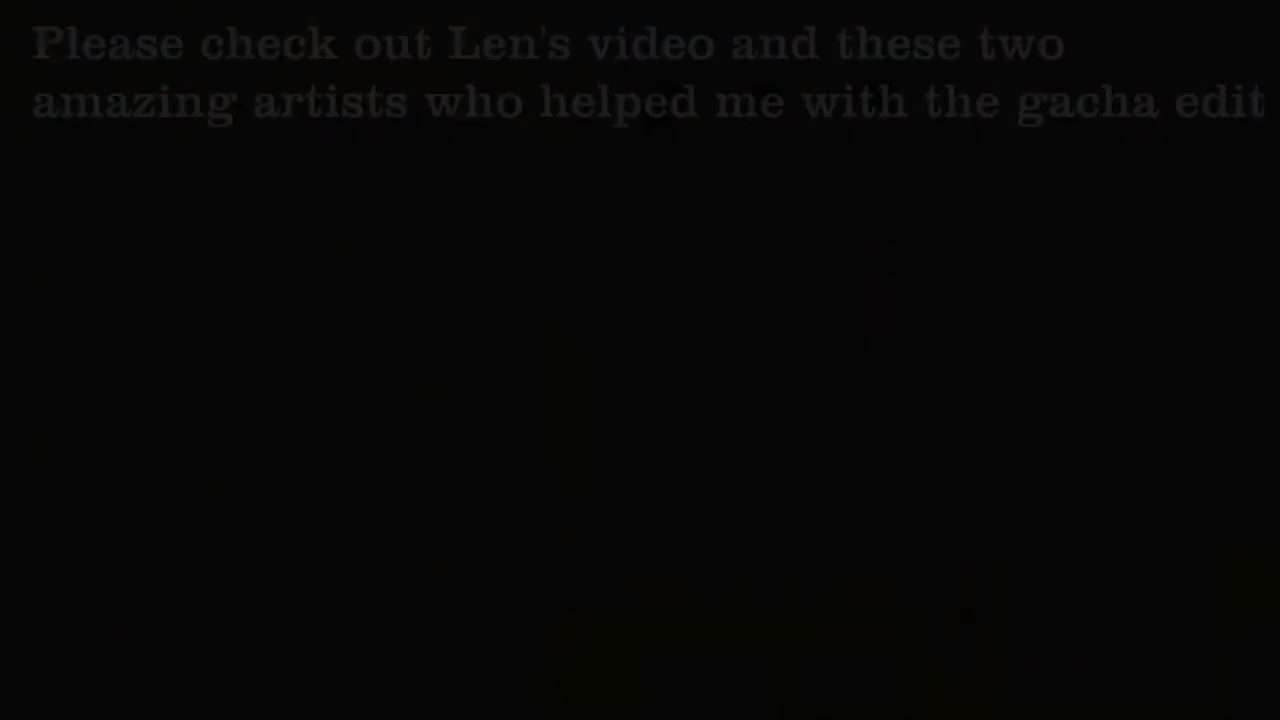 Please check out Len's video and these two
amazing artists who helped me with the gacha edit